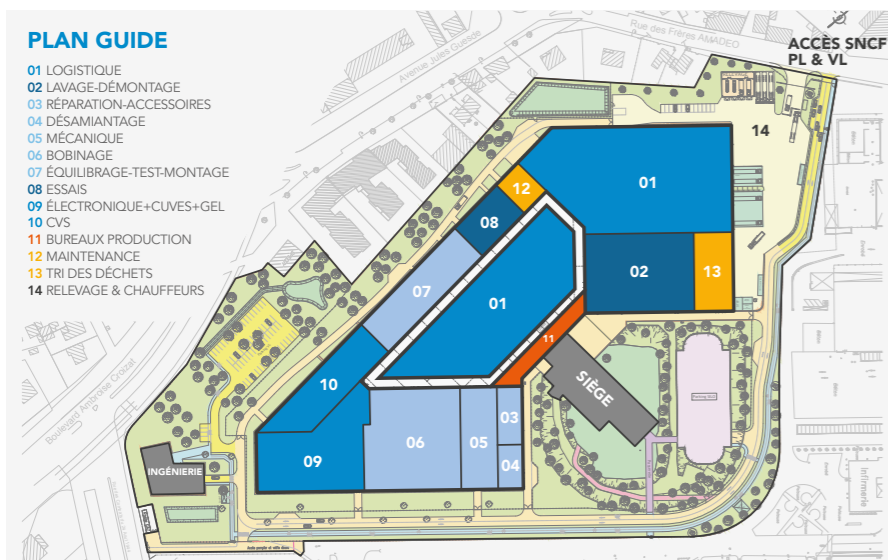 PLAN GUIDE
01 LOGISTIQUE
02 LAVAGE-DÉMONTAGE
03 RÉPARATION-ACCESSOIRES
04 DÉSAMIANTAGE
05 MÉCANIQUE
06 BOBINAGE
07 ÉQUILIBRAGE-TEST-MONTAGE
08 ESSAIS
09 ÉLECTRONIQUE+CUVES+GEL
10 CVS
11 BUREAUX PRODUCTION
12 MAINTENANCE
13 TRI DES DÉCHETS
14 RELEVAGE & CHAUFFEURS
Rue des Frères AMADEO
Avenue Jules Guesde
ACCÈS SNCF
PL & VL
14
01
12
08
02
13
07
01
11
10
SIÈGE
03
06
05
04
09
INGÉNIERIE
Boulevard Ambroise Croizat
Infirmerie